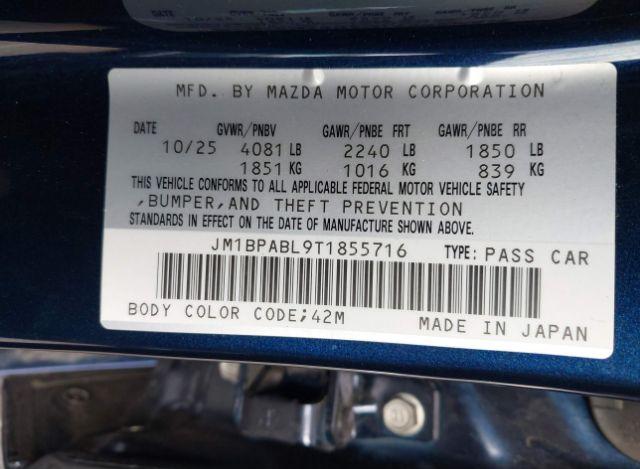 MFD. BY MAZDA MOTOR CORPORATION
DATE GVWR/PNBV GAWR/PNBE FRT GAWR/PNBE RR
10/25 4081 LB 2240 LB 1850 LB
1851 KG 1016 KG 839 KG
THIS VEHICLE CONFORMS TO ALL APPLICABLE FEDERAL MOTOR VEHICLE SAFETY
,BUMPER,AND THEFT PREVENTION
STANDARDS IN EFFECT ON THE DATE OF MANUFACTURE SHOWN ABOVE.
JM1BPABL9T1855716 TYPE: PASS CAR
BODY COLOR CODE;42M MADE IN JAPAN